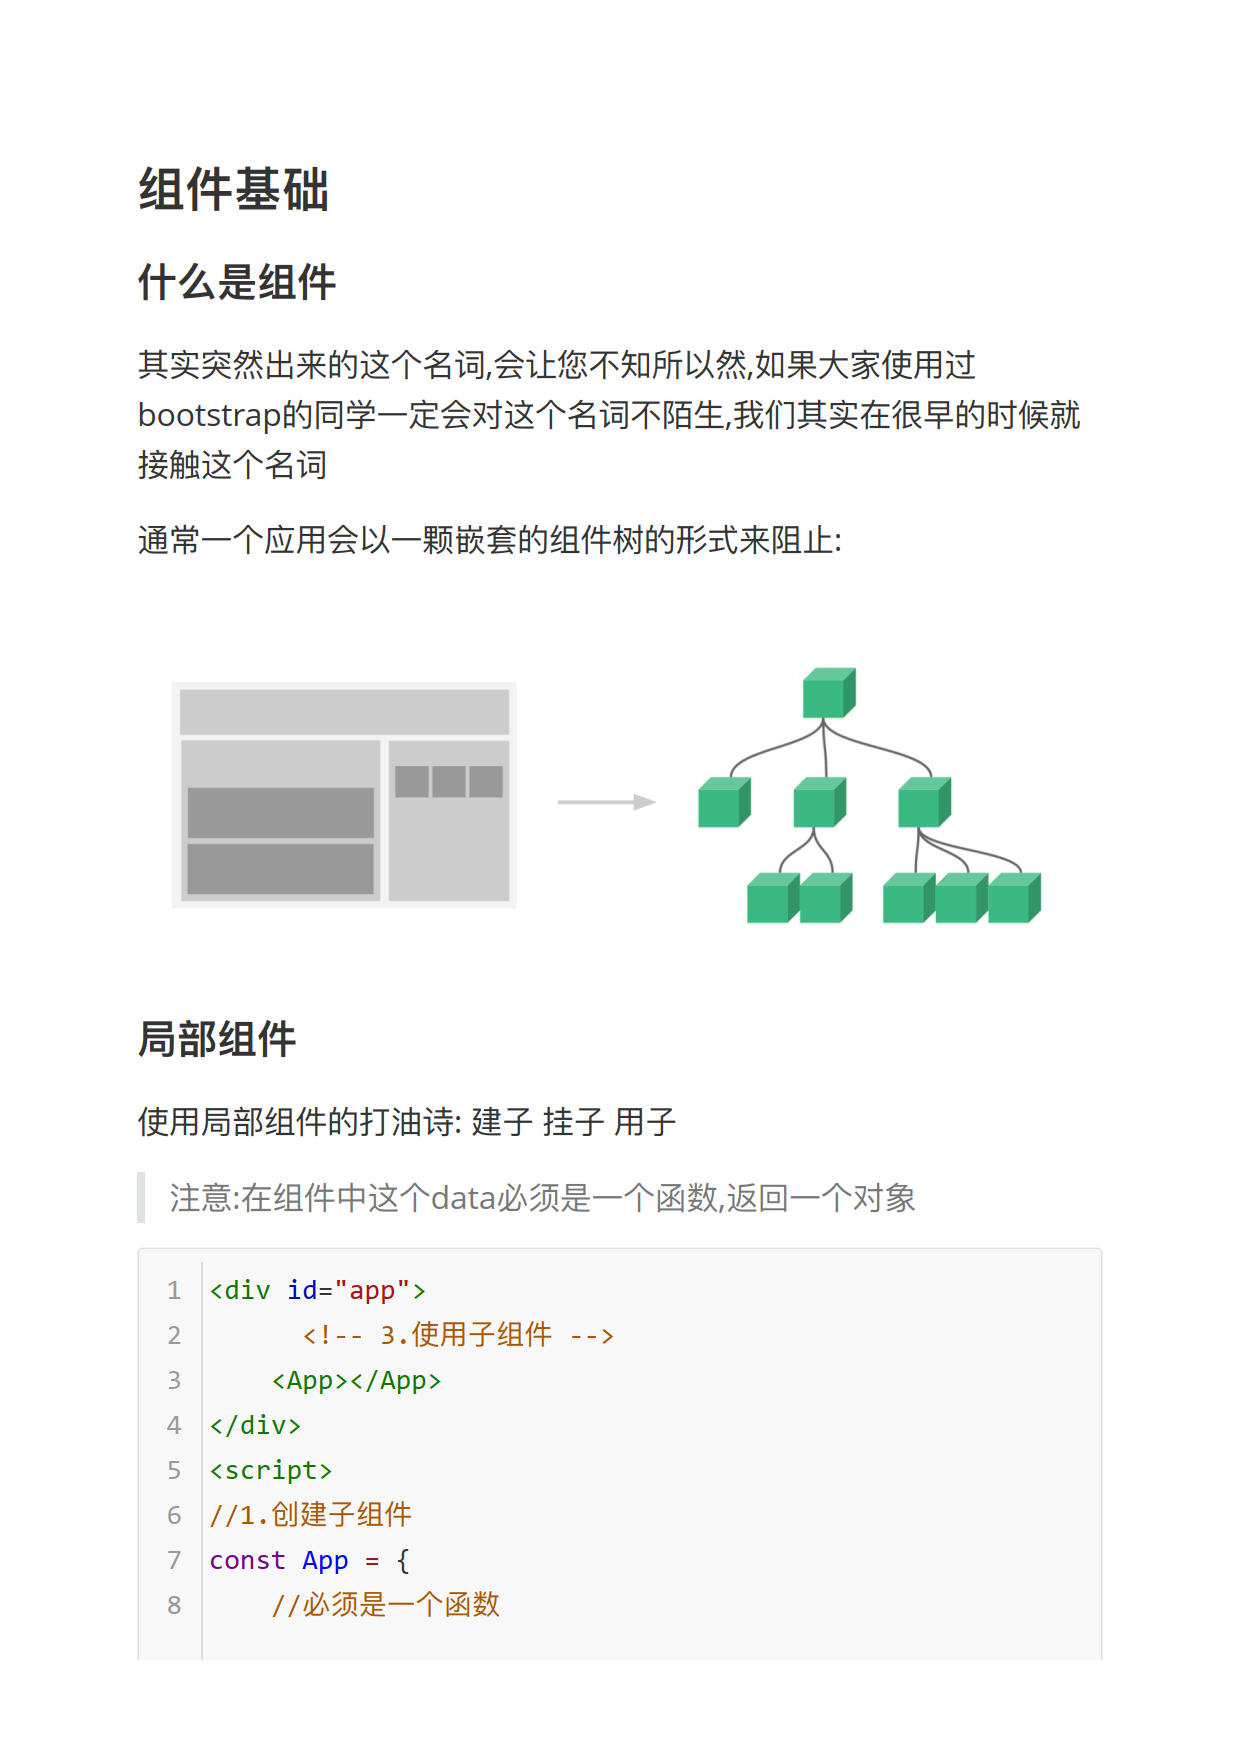 组件基础
什么是组件
其实突然出来的这个名词,会让您不知所以然,如果大家使用过
bootstrap的同学一定会对这个名词不陌生,我们其实在很早的时候就
接触这个名词
通常一个应用会以一颗嵌套的组件树的形式来阻止:
局部组件
使用局部组件的打油诗: 建子 挂子 用子
注意:在组件中这个data必须是一个函数,返回一个对象
1 <div id="app">
2       <!-- 3.使用子组件 -->
3     <App></App>
4 </div>
5 <script>
6 //1.创建子组件
7 const App = {
8     //必须是一个函数